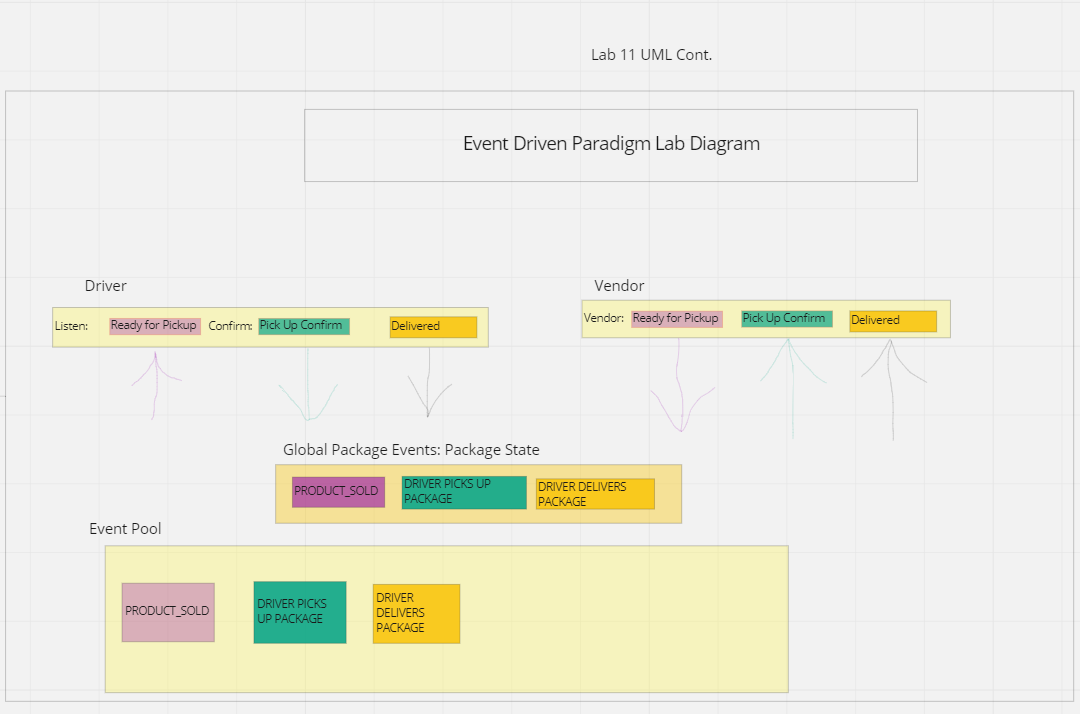 Lab 11 UML Cont.
Event Driven Paradigm Lab Diagram
Driver
Vendor
Listen: Ready for Pickup Confirm: Pick Up Confirm Delivered
Vendor: Ready for Pickup Pick Up Confirm Delivered
Global Package Events: Package State
PRODUCT_SOLD
DRIVER PICKS UP
PACKAGE
DRIVER DELIVERS
PACKAGE
Event Pool
PRODUCT_SOLD
DRIVER PICKS
UP PACKAGE
DRIVER
DELIVERS
PACKAGE